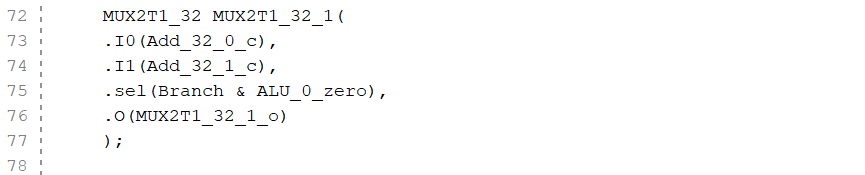 72 MUX2T1_32 MUX2T1_32_1(
73 .I0(Add_32_0_c),
74 .I1(Add_32_1_c),
75 .sel(Branch & ALU_0_zero),
76 .O(MUX2T1_32_1_o)
77 );
78